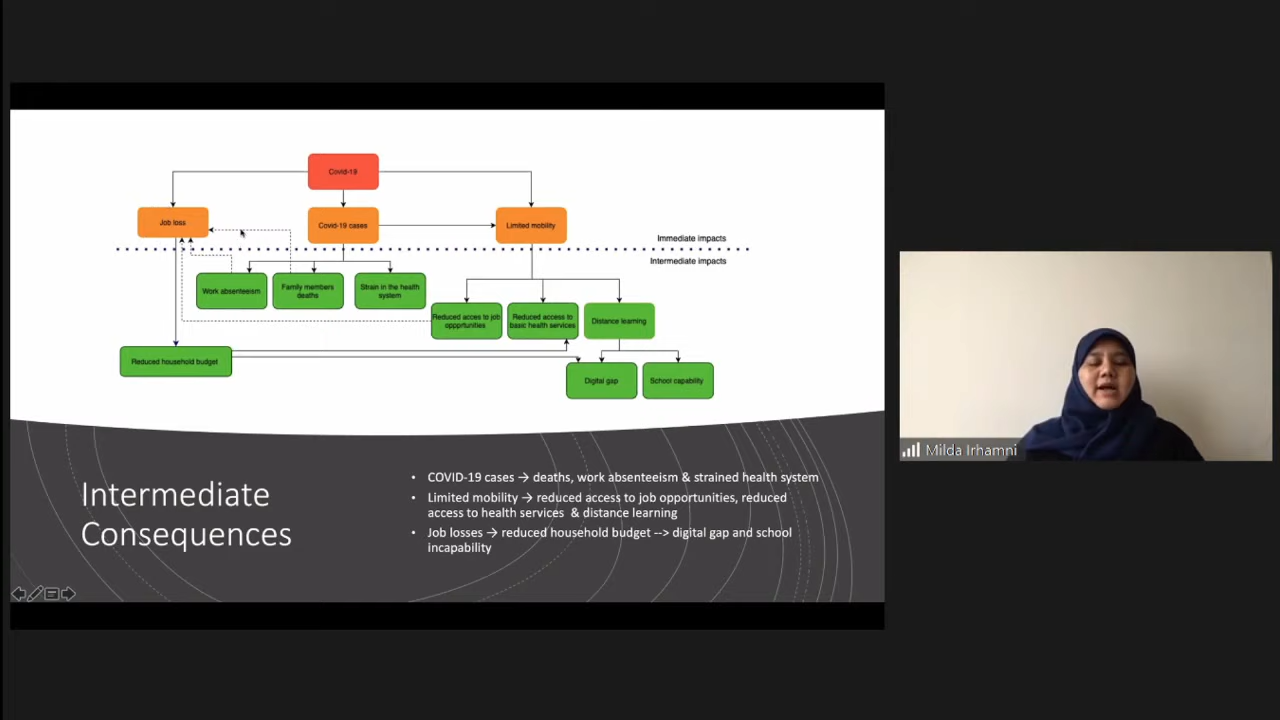 Covid-19
Job loss
Covid-19 cases
Limited mobility
Immediate impacts
Intermediate impacts
Work absenteeism
Family members
deaths
Strain in the health
system
Reduced acces to job
oppprtunities
Reduced access to
basic health services
Distance learning
Reduced household budget
Digital gap
School capability
Intermediate
Consequences
• COVID-19 cases → deaths, work absenteeism & strained health system
• Limited mobility → reduced access to job opportunities, reduced
access to health services & distance learning
• Job losses → reduced household budget --> digital gap and school
incapability
Milda Irhamni